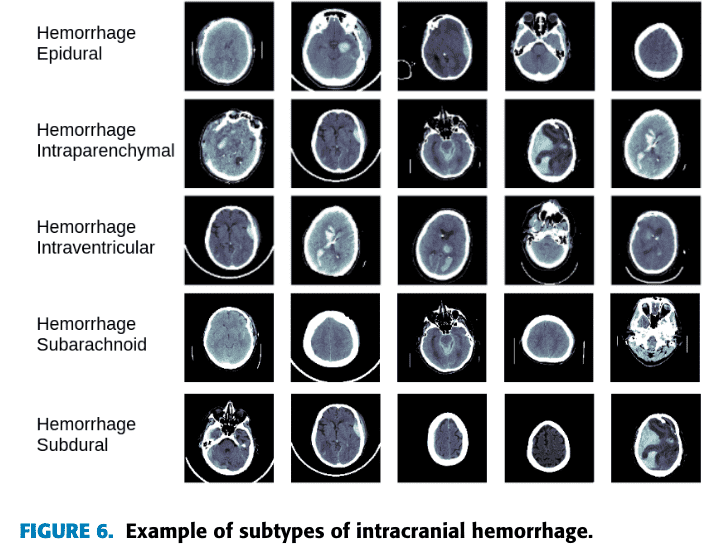 Hemorrhage
Epidural
Hemorrhage
Intraparenchymal
Hemorrhage
Intraventricular
Hemorrhage
Subarachnoid
Hemorrhage
Subdural
FIGURE 6. Example of subtypes of intracranial hemorrhage.